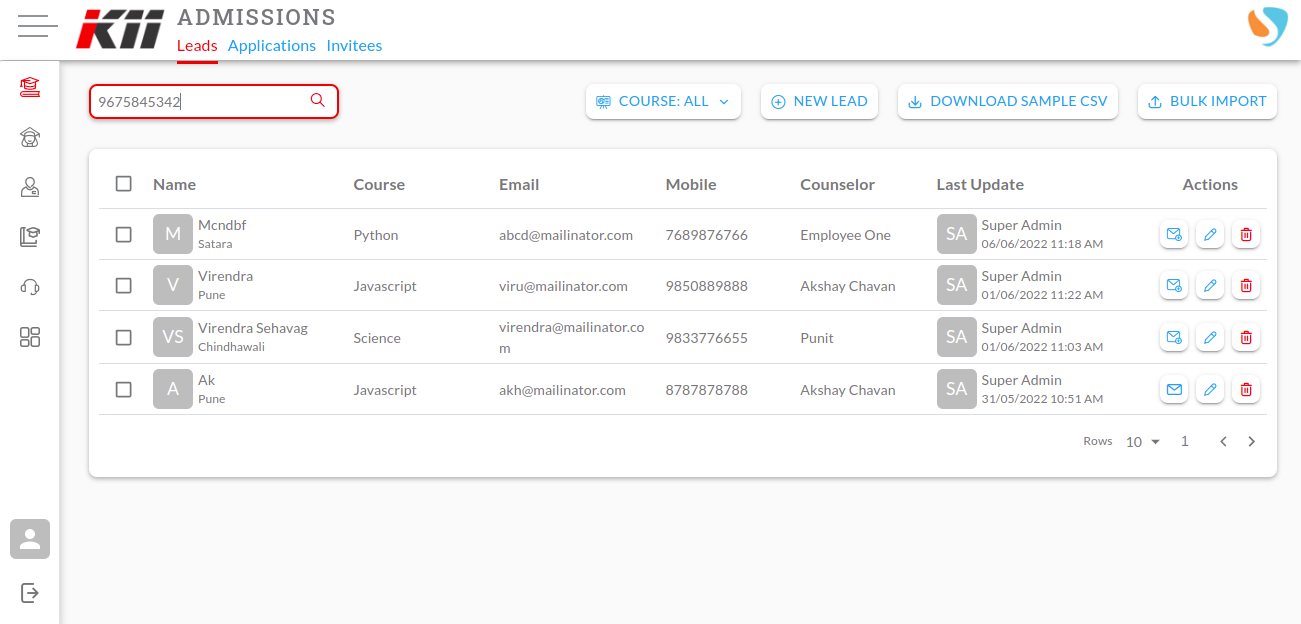 KII
ADMISSIONS
Leads Applications Invitees
9675845342
COURSE: ALL
NEW LEAD
DOWNLOAD SAMPLE CSV
BULK IMPORT
Name Course Email Mobile Counselor Last Update Actions
M Mcndbf Satara Python abcd@mailinator.com 7689876766 Employee One SA Super Admin 06/06/2022 11:18 AM
V Virendra Pune Javascript viru@mailinator.com 9850889888 Akshay Chavan SA Super Admin 01/06/2022 11:22 AM
VS Virendra Sehavag Chindhawali Science virendra@mailinator.com 9833776655 Punit SA Super Admin 01/06/2022 11:03 AM
A Ak Pune Javascript akh@mailinator.com 8787878788 Akshay Chavan SA Super Admin 31/05/2022 10:51 AM
Rows 10 1